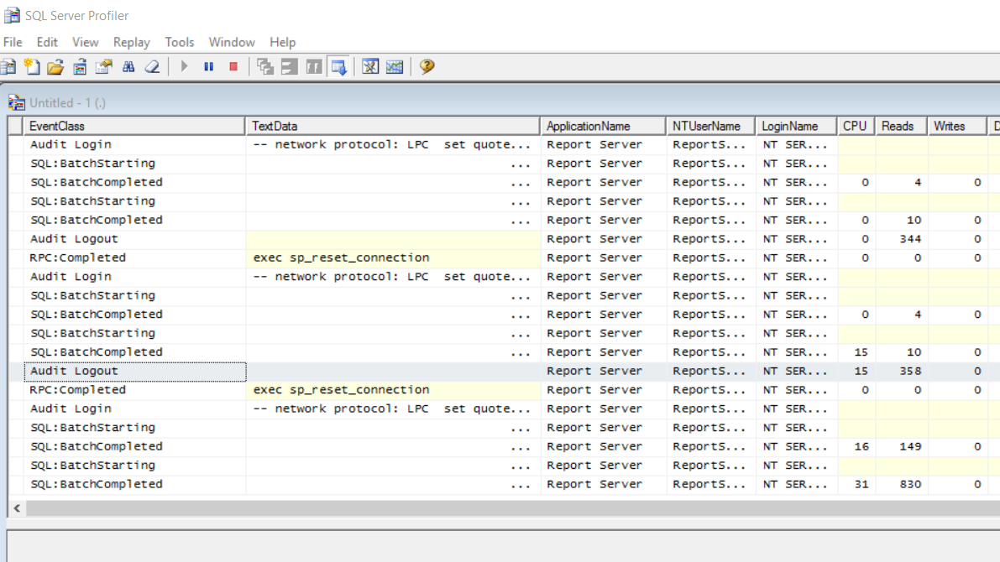 SQL Server Profiler
File Edit View Replay Tools Window Help
Untitled - 1 (.)
EventClass TextData ApplicationName NTUserName LoginName CPU Reads Writes D
Audit Login -- network protocol: LPC set quote... Report Server ReportS... NT SER...
SQL:BatchStarting ... Report Server ReportS... NT SER...
SQL:BatchCompleted ... Report Server ReportS... NT SER... 0 4 0
SQL:BatchStarting ... Report Server ReportS... NT SER...
SQL:BatchCompleted ... Report Server ReportS... NT SER... 0 10 0
Audit Logout Report Server ReportS... NT SER... 0 344 0
RPC:Completed exec sp_reset_connection Report Server ReportS... NT SER... 0 0 0
Audit Login -- network protocol: LPC set quote... Report Server ReportS... NT SER...
SQL:BatchStarting ... Report Server ReportS... NT SER...
SQL:BatchCompleted ... Report Server ReportS... NT SER... 0 4 0
SQL:BatchStarting ... Report Server ReportS... NT SER...
SQL:BatchCompleted ... Report Server ReportS... NT SER... 15 10 0
Audit Logout Report Server ReportS... NT SER... 15 358 0
RPC:Completed exec sp_reset_connection Report Server ReportS... NT SER... 0 0 0
Audit Login -- network protocol: LPC set quote... Report Server ReportS... NT SER...
SQL:BatchStarting ... Report Server ReportS... NT SER...
SQL:BatchCompleted ... Report Server ReportS... NT SER... 16 149 0
SQL:BatchStarting ... Report Server ReportS... NT SER...
SQL:BatchCompleted ... Report Server ReportS... NT SER... 31 830 0